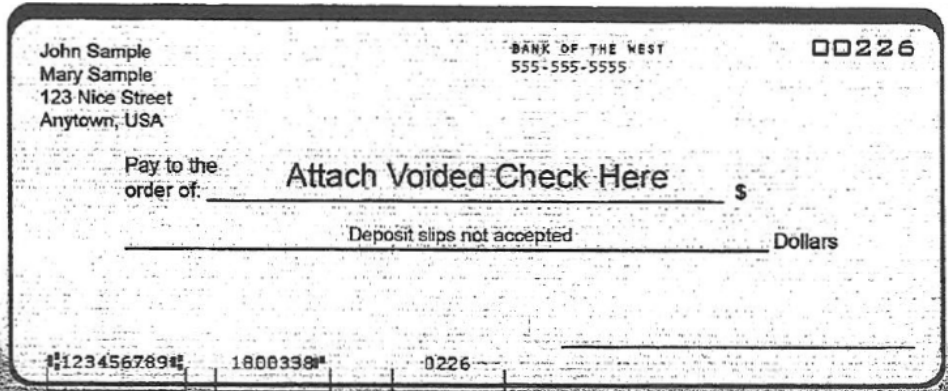 John Sample
Mary Sample
123 Nice Street
Anytown, USA
BANK OF THE WEST
555-555-5555
00226
Pay to the
order of:
Attach Voided Check Here
$
Deposit slips not accepted
Dollars
⑆123456789⑆ 1800338⑈ 0226